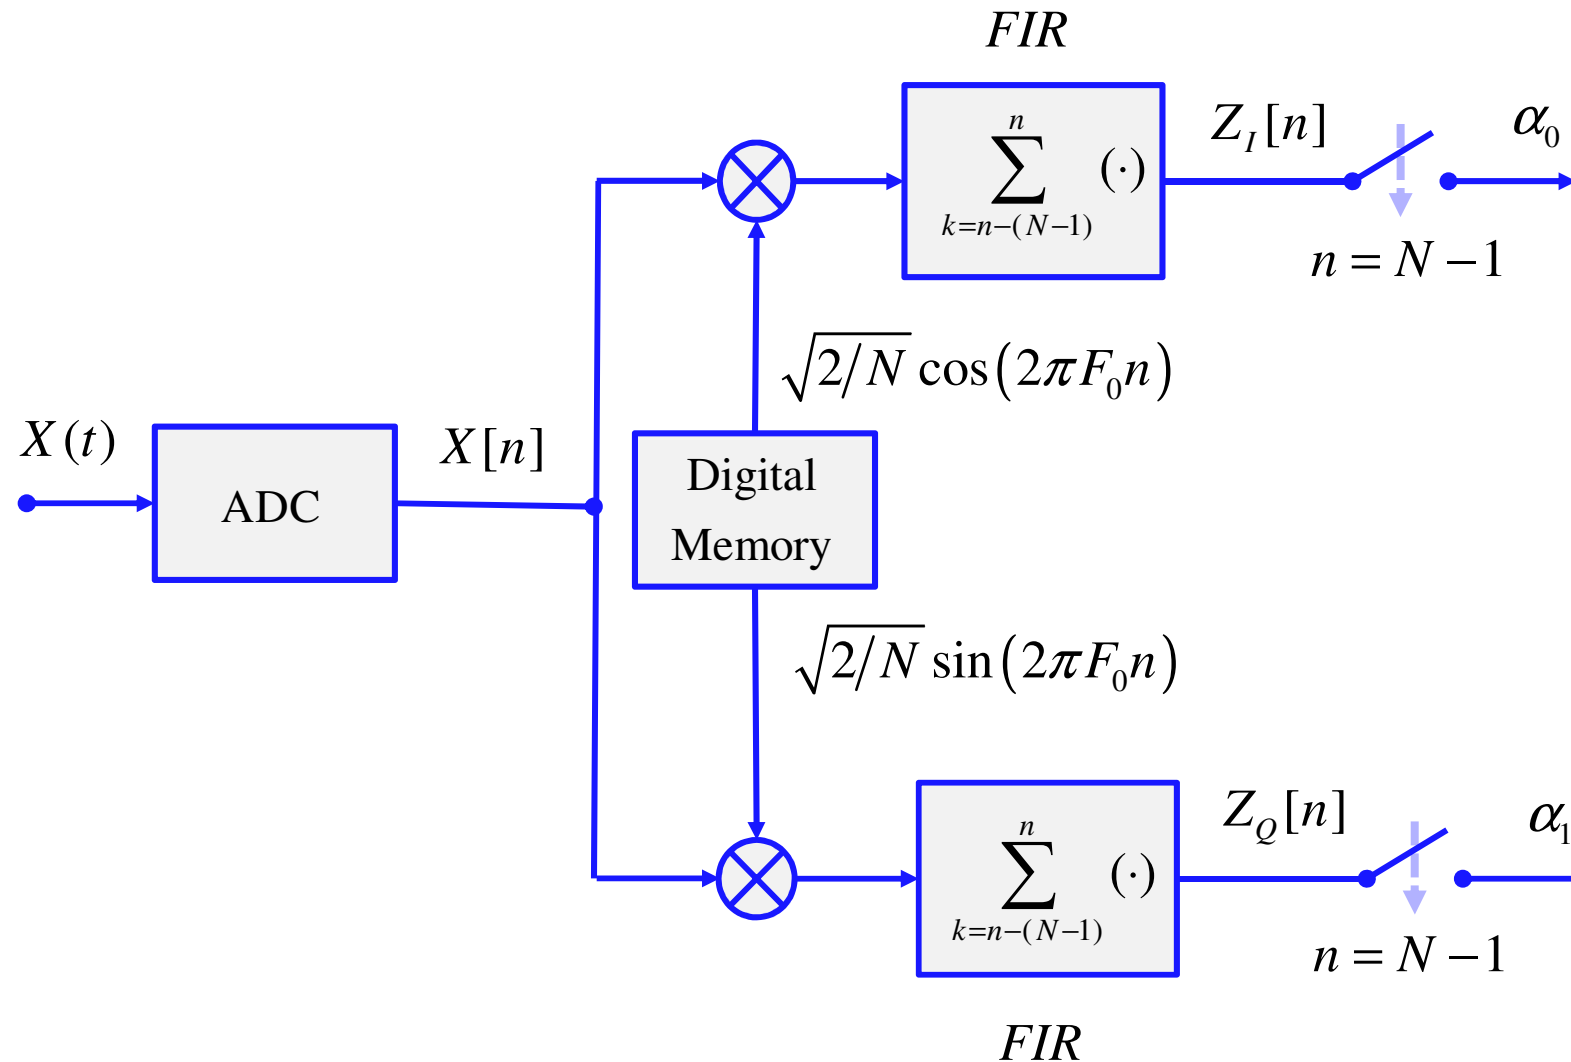 FIR
∑_{k=n−(N−1)}^{n} (·)
Z_I[n]
α_0
n = N − 1
√2/N cos(2πF_0n)
X(t)
ADC
X[n]
Digital
Memory
√2/N sin(2πF_0n)
∑_{k=n−(N−1)}^{n} (·)
Z_Q[n]
α_1
n = N − 1
FIR